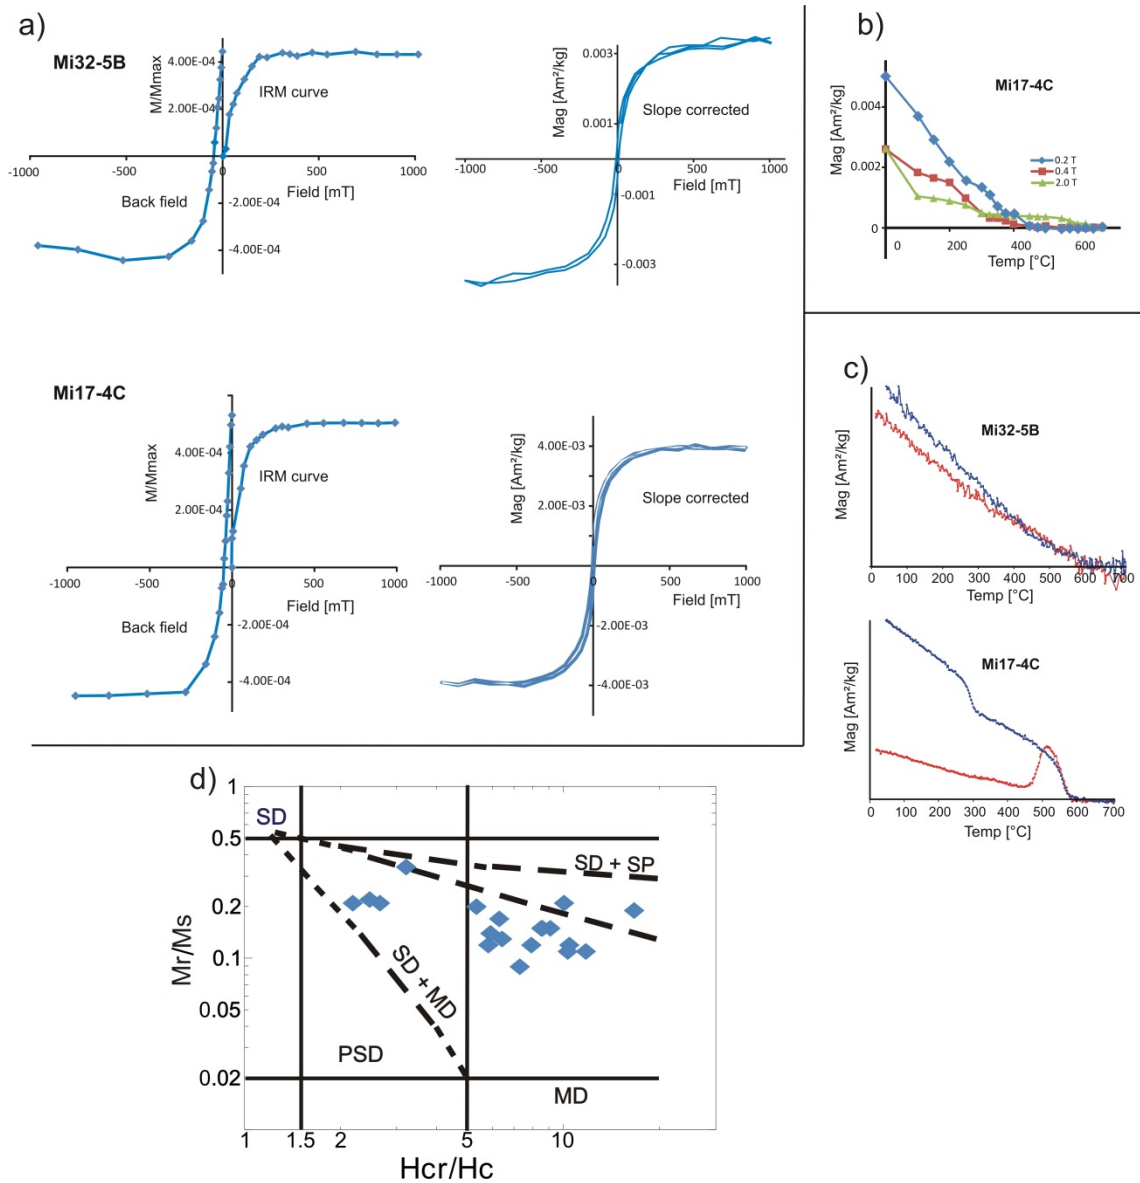 a)
Mi32-5B
M/Mmax
4.00E-04
2.00E-04
IRM curve
-1000
-500
0
500
1000
Field [mT]
Back field
-2.00E-04
-4.00E-04
Mag [Am²/kg]
0.003
0.001
Slope corrected
-1000
-500
0
500
1000
Field [mT]
-0.001
-0.003
Mi17-4C
M/Mmax
4.00E-04
2.00E-04
IRM curve
-1000
-500
0
500
1000
Field [mT]
Back field
-2.00E-04
-4.00E-04
Mag [Am²/kg]
4.00E-03
2.00E-03
Slope corrected
-1000
-500
0
500
1000
Field [mT]
-2.00E-03
-4.00E-03
b)
Mi17-4C
Mag [Am²/kg]
0.004
0.002
0
0.2 T
0.4 T
2.0 T
0
200
400
600
Temp [°C]
c)
Mi32-5B
Mag [Am²/kg]
0 100 200 300 400 500 600 700
Temp [°C]
Mi17-4C
Mag [Am²/kg]
0 100 200 300 400 500 600 700
Temp [°C]
d)
Mr/Ms
1
0.5
0.2
0.1
0.05
0.02
SD
SD + SP
SD + MD
PSD
MD
1 1.5 2 5 10
Hcr/Hc